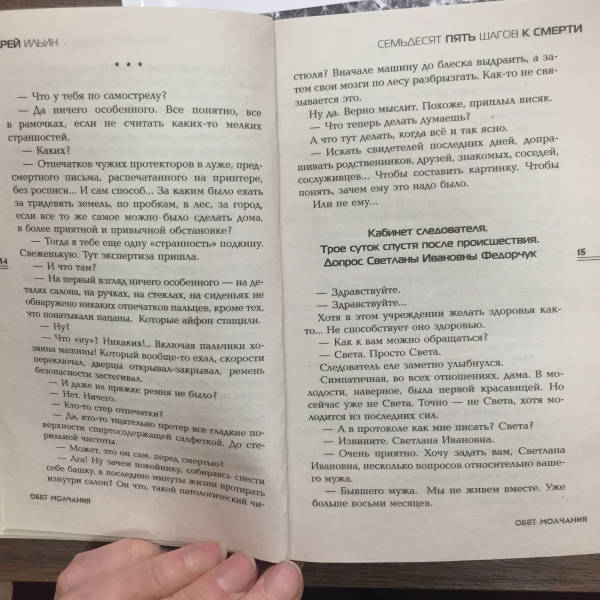 РЕЙ ИЛЬИН
* * *
— Что у тебя по самострелу?
— Да ничего особенного. Все понятно, все
в рамочках, если не считать каких-то мелких
странностей.
— Каких?
— Отпечатков чужих протекторов в луже, пред-
смертного письма, распечатанного на принтере,
без росписи... И сам способ... За каким было ехать
за тридевять земель, по пробкам, в лес, за город,
если все то же самое можно было сделать дома,
в более приятной и привычной обстановке?
— Тогда я тебе еще одну «странность» подкину.
Свеженькую. Тут экспертиза пришла.
— И что там?
— На первый взгляд ничего особенного — на де-
талях салона, на ручках, на стеклах, на сиденьях не
обнаружено никаких отпечатков пальцев, кроме тех,
что понатыкали пацаны. Которые айфон стащили.
— Ну?
— Что «ну»? Никаких!.. Включая пальчики хо-
зяина машины! Который вообще-то ехал, скорости
переключал, дверцы открывал-закрывал, ремень
безопасности застегивал.
— И даже на пряжке ремня не было?
— Нет. Ничего.
— Кто-то стер отпечатки?
— Да, кто-то тщательно протер все гладкие по-
верхности спиртосодержащей салфеткой. До сте-
рильной чистоты.
— Может, это он сам, перед смертью?
— Ага! Ну зачем покойнику, собираясь снести
себе башку, в последние минуты жизни протирать
изнутри салон? Он что, такой патологический чи-
14
ОБЕТ МОЛЧАНИЯ
СЕМЬДЕСЯТ ПЯТЬ ШАГОВ К СМЕРТИ
стюля? Вначале машину до блеска выдраить, а за-
тем свои мозги по лесу разбрызгать. Как-то не свя-
зывается это.
Ну да. Верно мыслит. Похоже, приплыл висяк.
— Что теперь делать думаешь?
А что тут делать, когда всё и так ясно.
— Искать свидетелей последних дней, допра-
шивать родственников, друзей, знакомых, соседей,
сослуживцев... Чтобы составить картинку. Чтобы
понять, зачем ему это надо было.
Или не ему...
Кабинет следователя.
Трое суток спустя после происшествия.
Допрос Светланы Ивановны Федорчук
15
— Здравствуйте.
— Здравствуйте...
Хотя в этом учреждении желать здоровья как-
то... Не способствует оно здоровью.
— Как к вам можно обращаться?
— Света. Просто Света.
Следователь еле заметно улыбнулся.
Симпатичная, во всех отношениях, дама. В мо-
лодости, наверное, была первой красавицей. Но
сейчас уже не Света. Точно — не Света, хотя мо-
лодится из последних сил.
— А в протоколе как мне писать? Света?
— Извините. Светлана Ивановна.
— Очень приятно. Хочу задать вам, Светлана
Ивановна, несколько вопросов относительно ваше-
го мужа.
— Бывшего мужа. Мы не живем вместе. Уже
больше восьми месяцев.
ОБЕТ МОЛЧАНИЯ